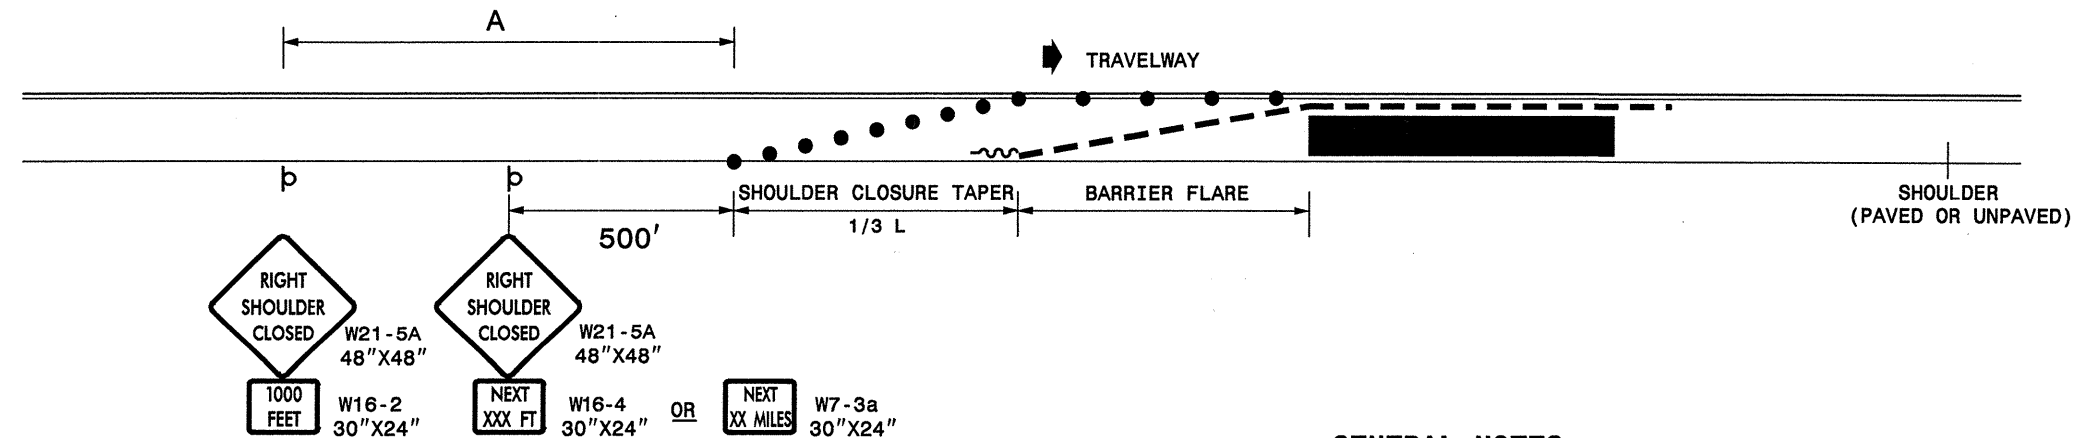 A
TRAVELWAY
SHOULDER CLOSURE TAPER
BARRIER FLARE
1/3 L
500'
SHOULDER
(PAVED OR UNPAVED)
RIGHT
SHOULDER
CLOSED
W21-5A
48"X48"
1000
FEET
W16-2
30"X24"
RIGHT
SHOULDER
CLOSED
W21-5A
48"X48"
NEXT
XXX FT
W16-4
30"X24"
OR
NEXT
XX MILES
W7-3a
30"X24"
GENERAL NOTES